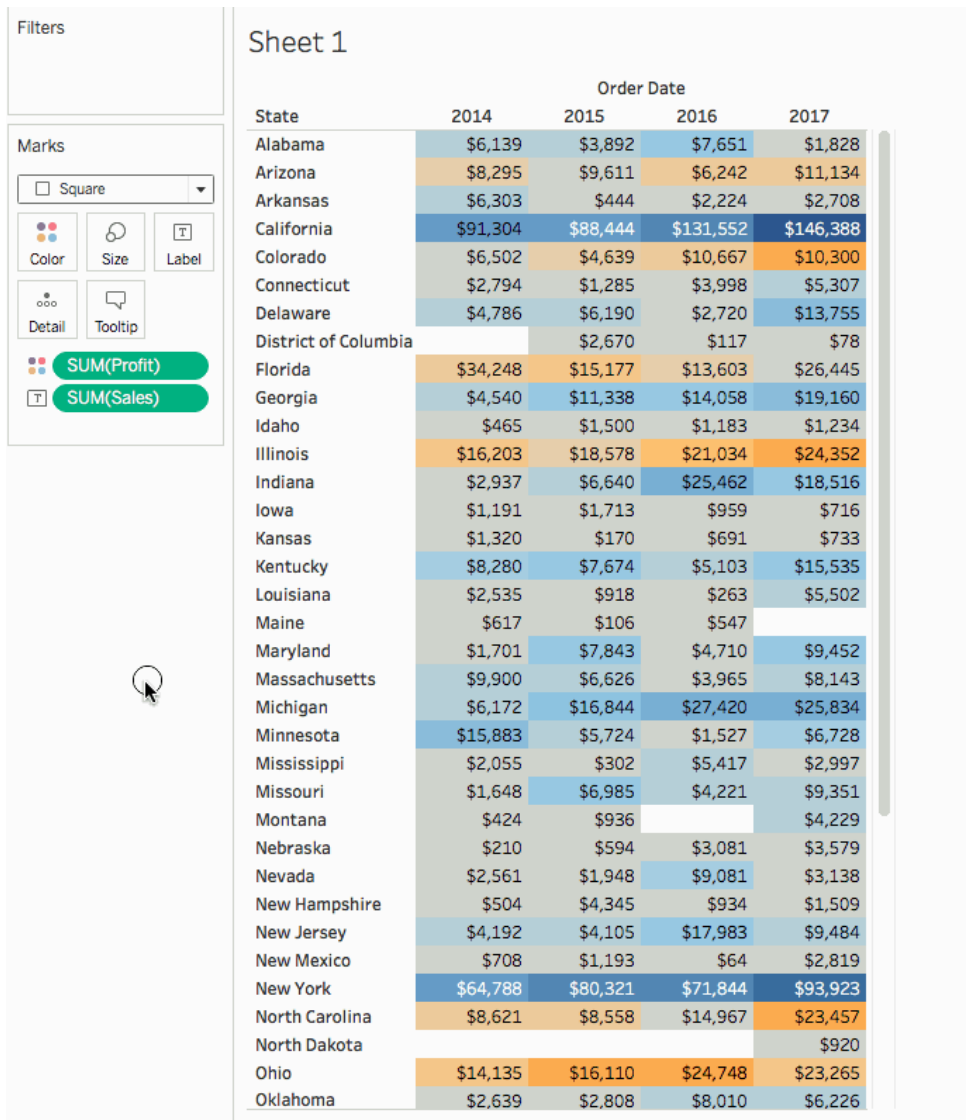 Filters
Marks
Square
Color Size Label
Detail Tooltip
SUM(Profit)
SUM(Sales)
Sheet 1
Order Date
State 2014 2015 2016 2017
Alabama $6,139 $3,892 $7,651 $1,828
Arizona $8,295 $9,611 $6,242 $11,134
Arkansas $6,303 $444 $2,224 $2,708
California $91,304 $88,444 $131,552 $146,388
Colorado $6,502 $4,639 $10,667 $10,300
Connecticut $2,794 $1,285 $3,998 $5,307
Delaware $4,786 $6,190 $2,720 $13,755
District of Columbia $2,670 $117 $78
Florida $34,248 $15,177 $13,603 $26,445
Georgia $4,540 $11,338 $14,058 $19,160
Idaho $465 $1,500 $1,183 $1,234
Illinois $16,203 $18,578 $21,034 $24,352
Indiana $2,937 $6,640 $25,462 $18,516
Iowa $1,191 $1,713 $959 $716
Kansas $1,320 $170 $691 $733
Kentucky $8,280 $7,674 $5,103 $15,535
Louisiana $2,535 $918 $263 $5,502
Maine $617 $106 $547
Maryland $1,701 $7,843 $4,710 $9,452
Massachusetts $9,900 $6,626 $3,965 $8,143
Michigan $6,172 $16,844 $27,420 $25,834
Minnesota $15,883 $5,724 $1,527 $6,728
Mississippi $2,055 $302 $5,417 $2,997
Missouri $1,648 $6,985 $4,221 $9,351
Montana $424 $936 $4,229
Nebraska $210 $594 $3,081 $3,579
Nevada $2,561 $1,948 $9,081 $3,138
New Hampshire $504 $4,345 $934 $1,509
New Jersey $4,192 $4,105 $17,983 $9,484
New Mexico $708 $1,193 $64 $2,819
New York $64,788 $80,321 $71,844 $93,923
North Carolina $8,621 $8,558 $14,967 $23,457
North Dakota $920
Ohio $14,135 $16,110 $24,748 $23,265
Oklahoma $2,639 $2,808 $8,010 $6,226